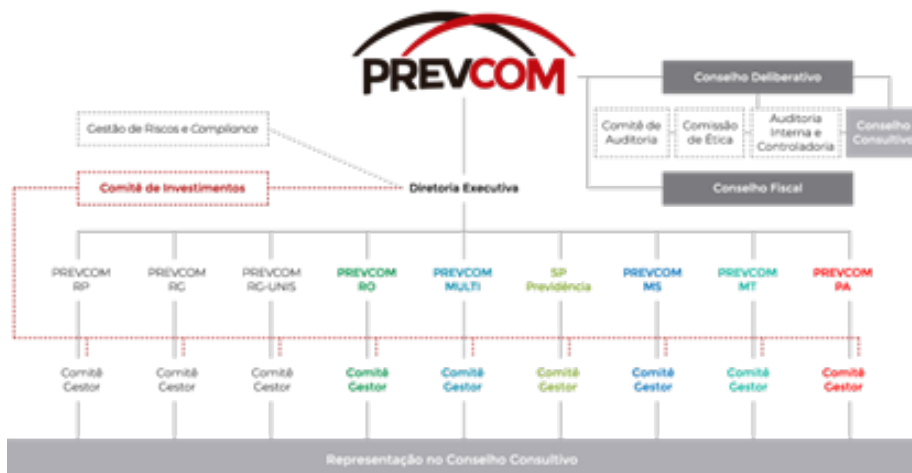 PREVCOM
Conselho Deliberativo
Gestão de Riscos e Compliance
Comitê de
Auditoria
Comissão
de Ética
Auditoria
Interna e
Controladoria
Conselho
Consultivo
Comitê de Investimentos
Diretoria Executiva
Conselho Fiscal
PREVCOM
RP
PREVCOM
RG
PREVCOM
RG-UNIS
PREVCOM
RO
PREVCOM
MULTI
SP
Previdência
PREVCOM
MS
PREVCOM
MT
PREVCOM
PA
Comitê
Gestor
Comitê
Gestor
Comitê
Gestor
Comitê
Gestor
Comitê
Gestor
Comitê
Gestor
Comitê
Gestor
Comitê
Gestor
Comitê
Gestor
Representação no Conselho Consultivo